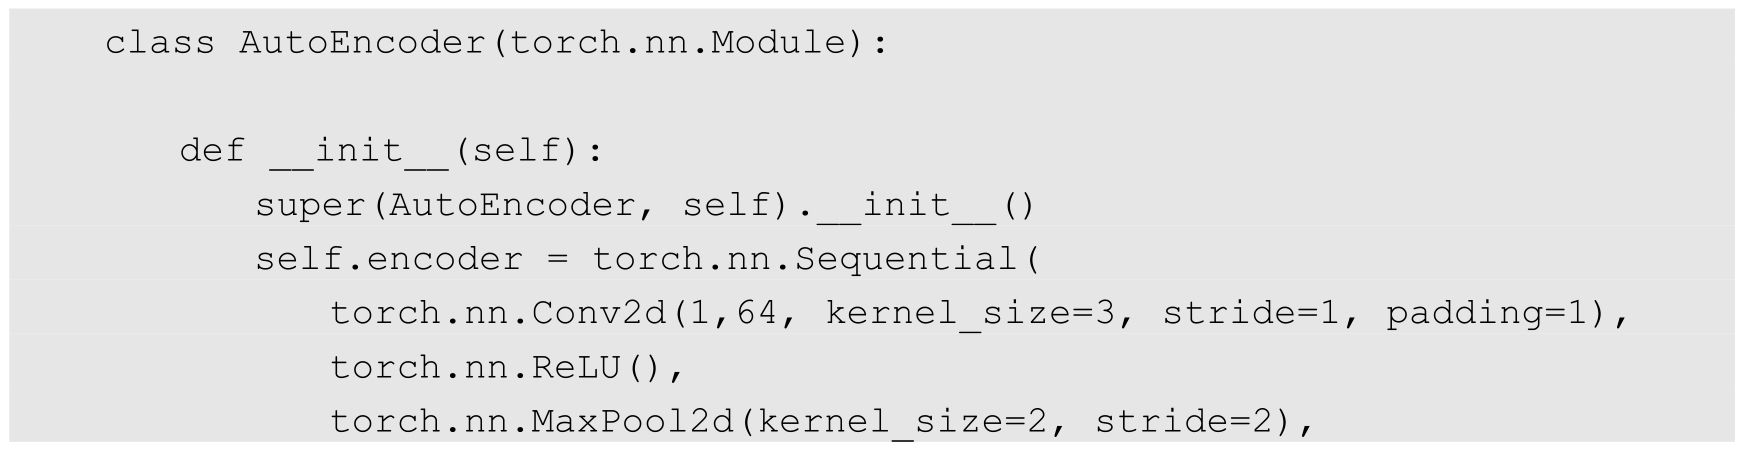 class AutoEncoder(torch.nn.Module):
def __init__(self):
super(AutoEncoder, self).__init__()
self.encoder = torch.nn.Sequential(
torch.nn.Conv2d(1,64, kernel_size=3, stride=1, padding=1),
torch.nn.ReLU(),
torch.nn.MaxPool2d(kernel_size=2, stride=2),